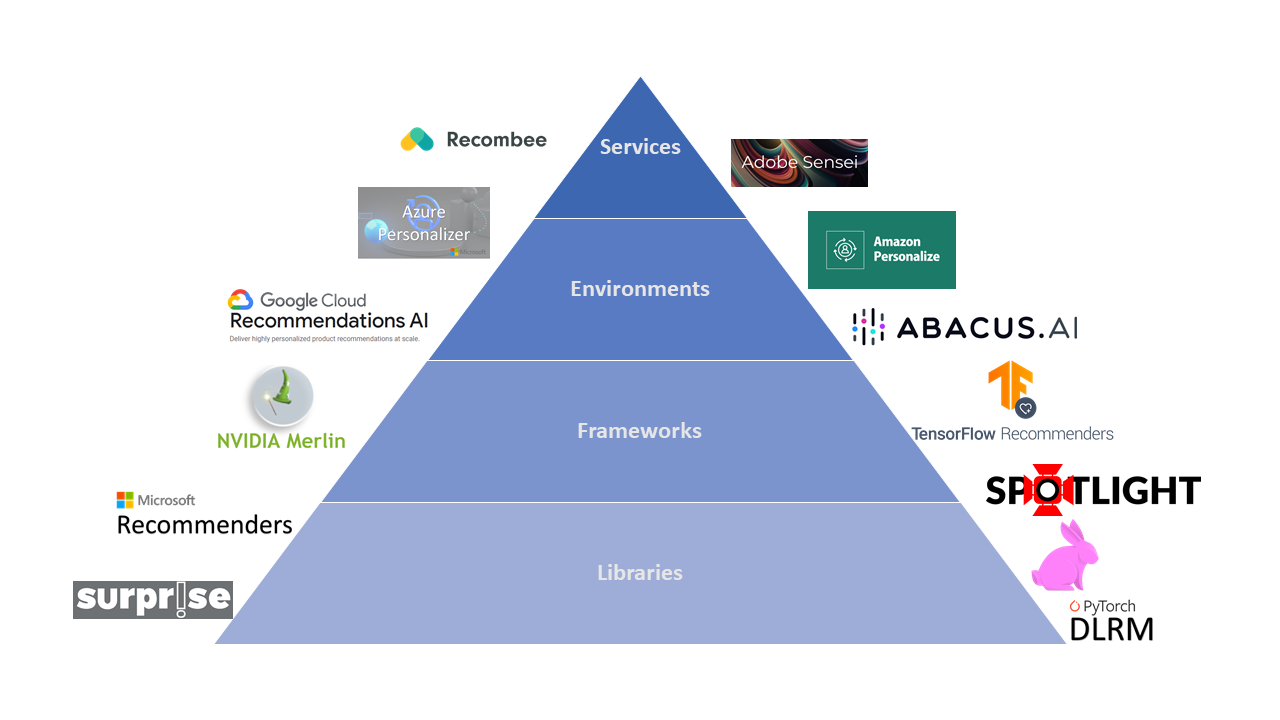 Recombee
Services
Adobe Sensei
Azure
Personalizer
Microsoft
Amazon
Personalize
Environments
Google Cloud
Recommendations AI
Deliver highly personalized product recommendations at scale.
ABACUS.AI
NVIDIA Merlin
Frameworks
TensorFlow Recommenders
Microsoft
Recommenders
SPOTLIGHT
Libraries
surpr!se
PyTorch
DLRM